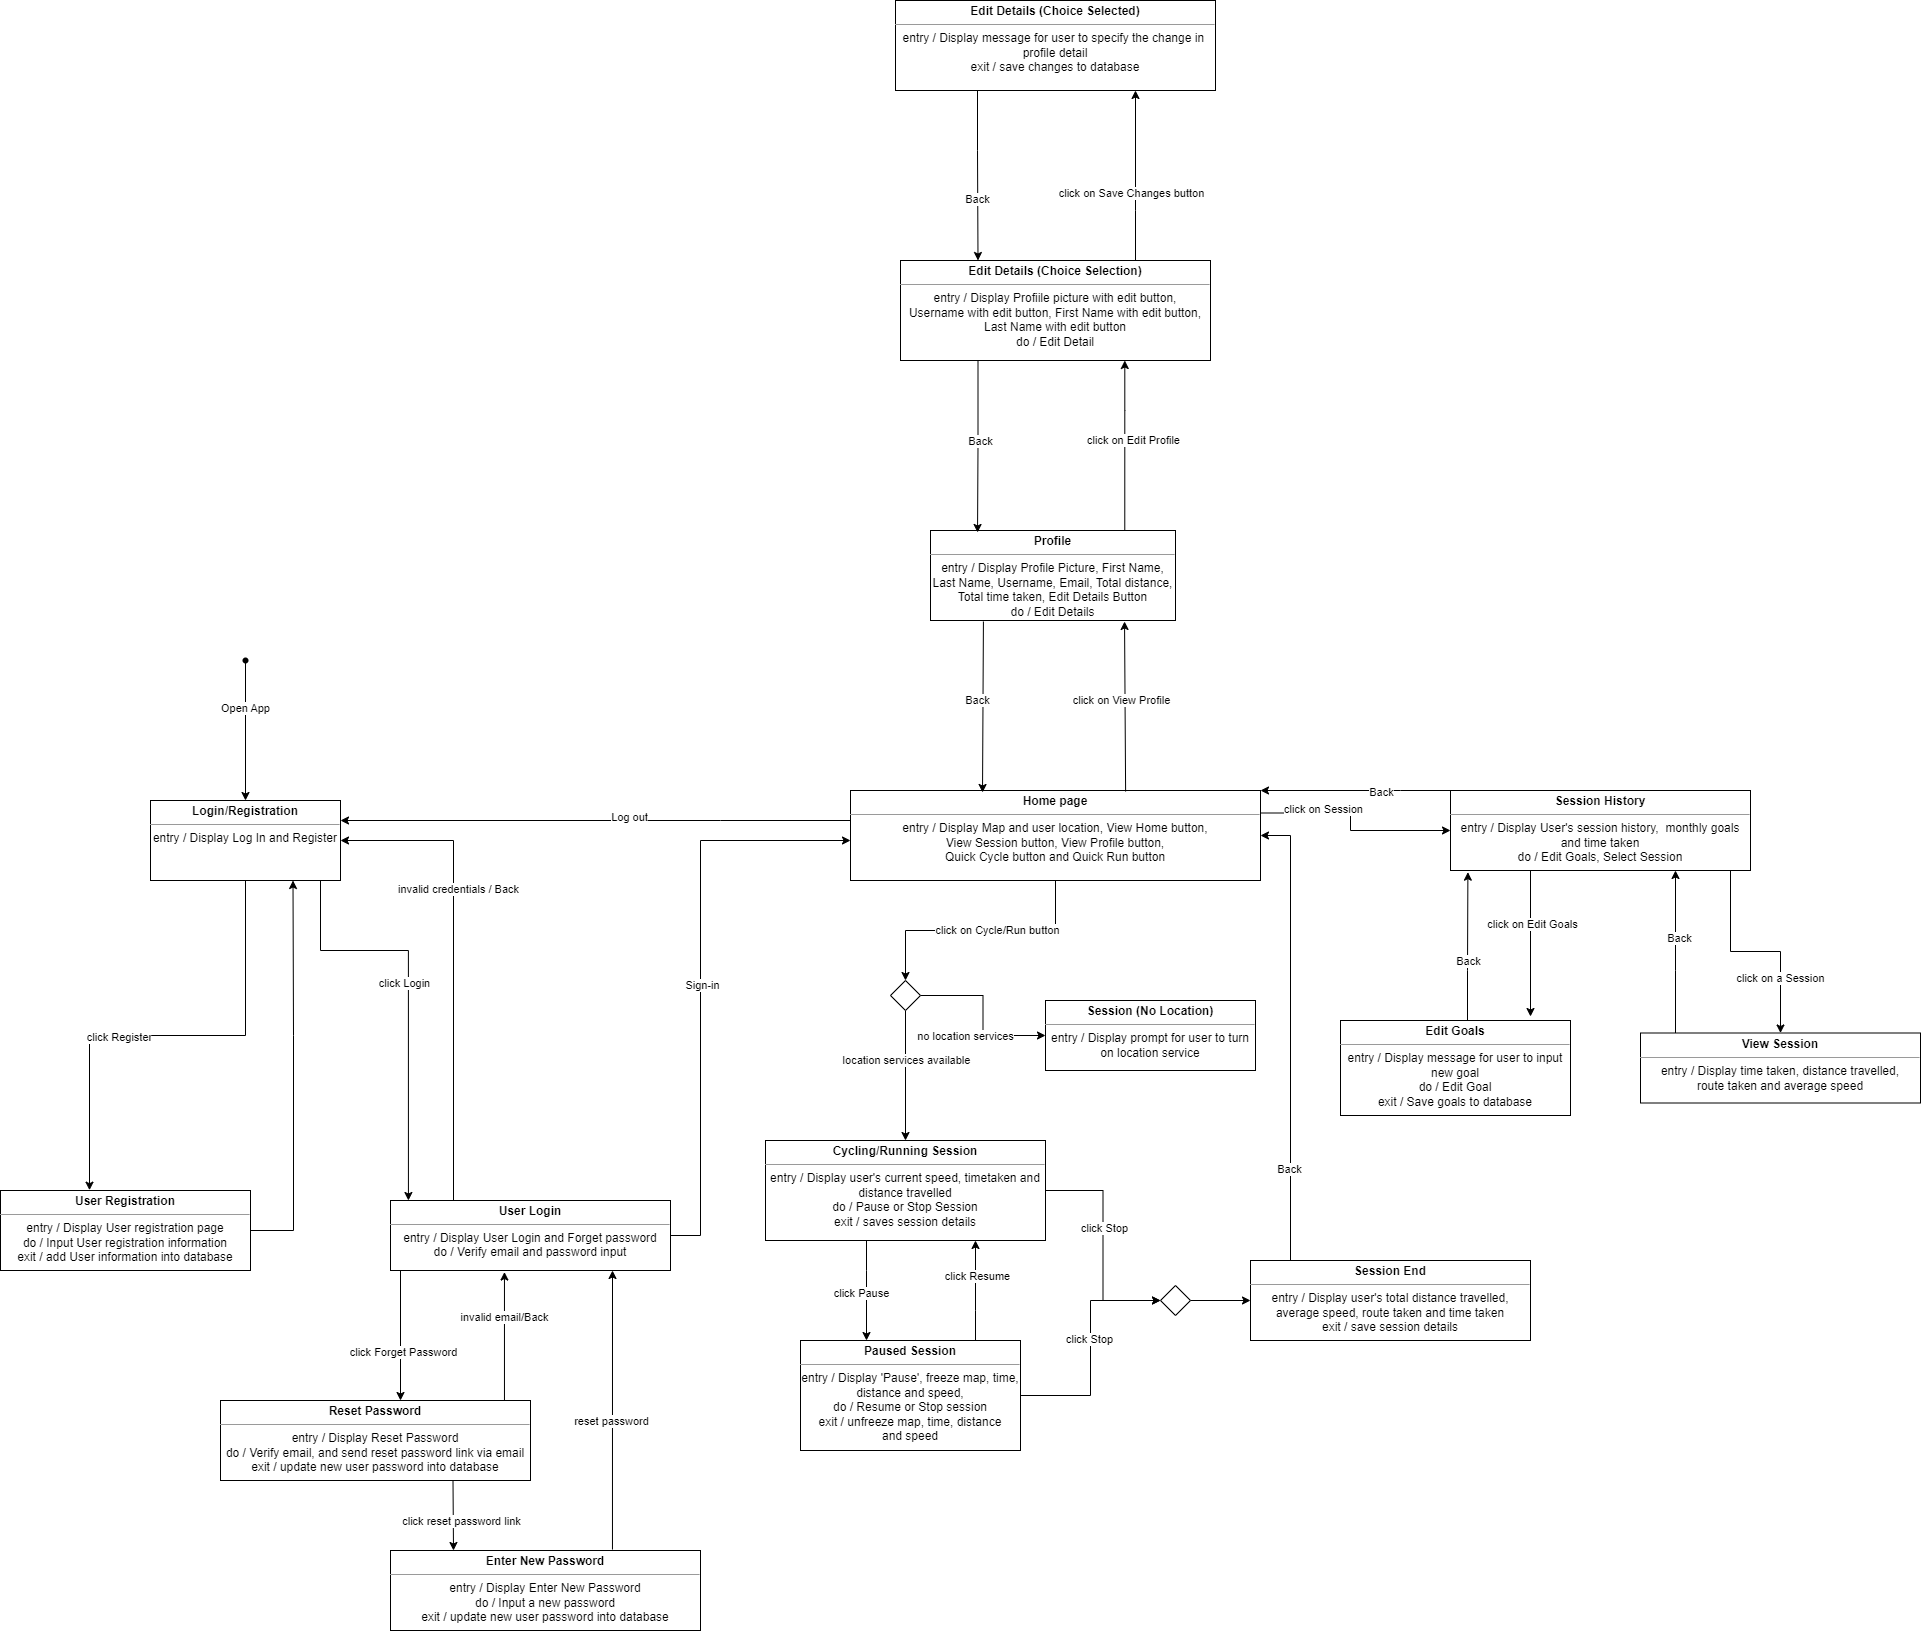 Edit Details (Choice Selected)
entry / Display message for user to specify the change in
profile detail
exit / save changes to database
Back
click on Save Changes button
Edit Details (Choice Selection)
entry / Display Profiile picture with edit button,
Username with edit button, First Name with edit button,
Last Name with edit button
do / Edit Detail
Back
click on Edit Profile
Profile
entry / Display Profile Picture, First Name,
Last Name, Username, Email, Total distance,
Total time taken, Edit Details Button
do / Edit Details
Back
click on View Profile
Open App
Login/Registration
entry / Display Log In and Register
Log out
Home page
entry / Display Map and user location, View Home button,
View Session button, View Profile button,
Quick Cycle button and Quick Run button
Back
click on Session
Session History
entry / Display User's session history,  monthly goals
and time taken
do / Edit Goals, Select Session
invalid credentials / Back
click Login
click Register
Sign-in
click on Cycle/Run button
no location services
location services available
Session (No Location)
entry / Display prompt for user to turn
on location service
click on Edit Goals
Back
Back
click on a Session
Edit Goals
entry / Display message for user to input
new goal
do / Edit Goal
exit / Save goals to database
View Session
entry / Display time taken, distance travelled,
route taken and average speed
User Registration
entry / Display User registration page
do / Input User registration information
exit / add User information into database
User Login
entry / Display User Login and Forget password
do / Verify email and password input
Cycling/Running Session
entry / Display user's current speed, timetaken and
distance travelled
do / Pause or Stop Session
exit / saves session details
click Stop
Back
click Pause
click Resume
click Stop
Session End
entry / Display user's total distance travelled,
average speed, route taken and time taken
exit / save session details
Paused Session
entry / Display 'Pause', freeze map, time,
distance and speed,
do / Resume or Stop session
exit / unfreeze map, time, distance
and speed
invalid email/Back
click Forget Password
reset password
Reset Password
entry / Display Reset Password
do / Verify email, and send reset password link via email
exit / update new user password into database
click reset password link
Enter New Password
entry / Display Enter New Password
do / Input a new password
exit / update new user password into database